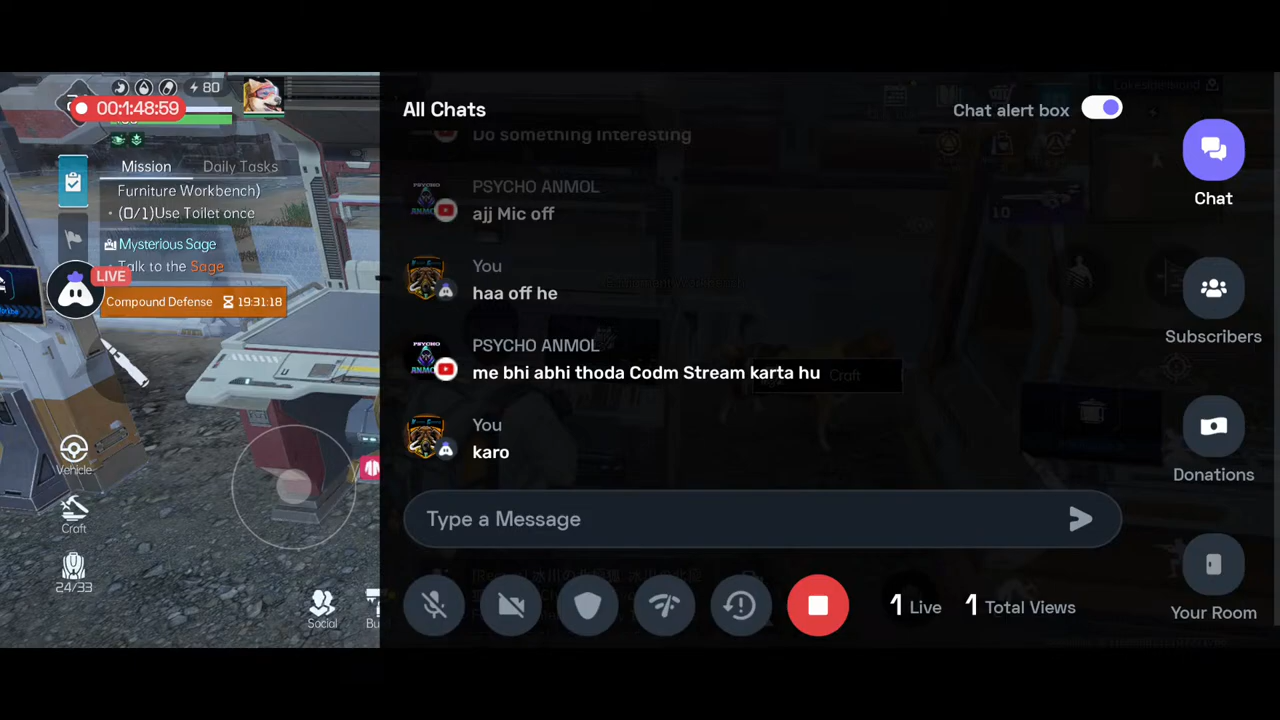 80
00:1:48:59
Mission
Daily Tasks
Furniture Workbench)
(0/1)Use Toilet once
Mysterious Sage
Talk to the Sage
LIVE
Compound Defense 19:31:18
Vehicle
Craft
24/33
Social
All Chats
Chat alert box
Do something Interesting
PSYCHO ANMOL
ajj Mic off
You
haa off he
PSYCHO ANMOL
me bhi abhi thoda Codm Stream karta hu
Craft
You
karo
Type a Message
1 Live
1 Total Views
Chat
Subscribers
Donations
Your Room
10